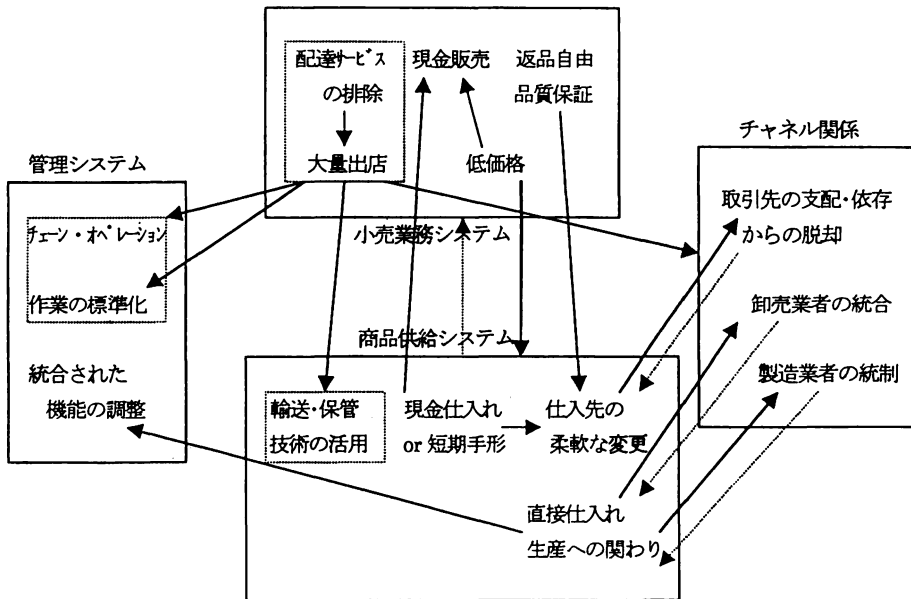 配達サービス
の排除
大量出店
現金販売
低価格
返品自由
品質保証
小売業務システム
管理システム
チェーン・オペレーション
作業の標準化
統合された
機能の調整
チャネル関係
取引先の支配・依存
からの脱却
卸売業者の統合
製造業者の統制
商品供給システム
輸送・保管
技術の活用
現金仕入れ
or 短期手形
仕入先の
柔軟な変更
直接仕入れ
生産への関わり